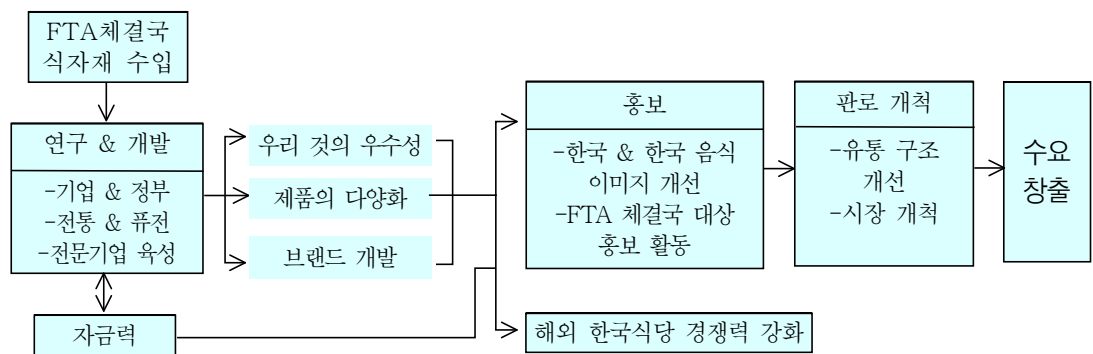 FTA체결국
식자재 수입
연구 & 개발
-기업 & 정부
-전통 & 퓨전
-전문기업 육성
자금력
우리 것의 우수성
제품의 다양화
브랜드 개발
홍보
-한국 & 한국 음식
이미지 개선
-FTA 체결국 대상
홍보 활동
해외 한국식당 경쟁력 강화
판로 개척
-유통 구조
개선
-시장 개척
수요
창출